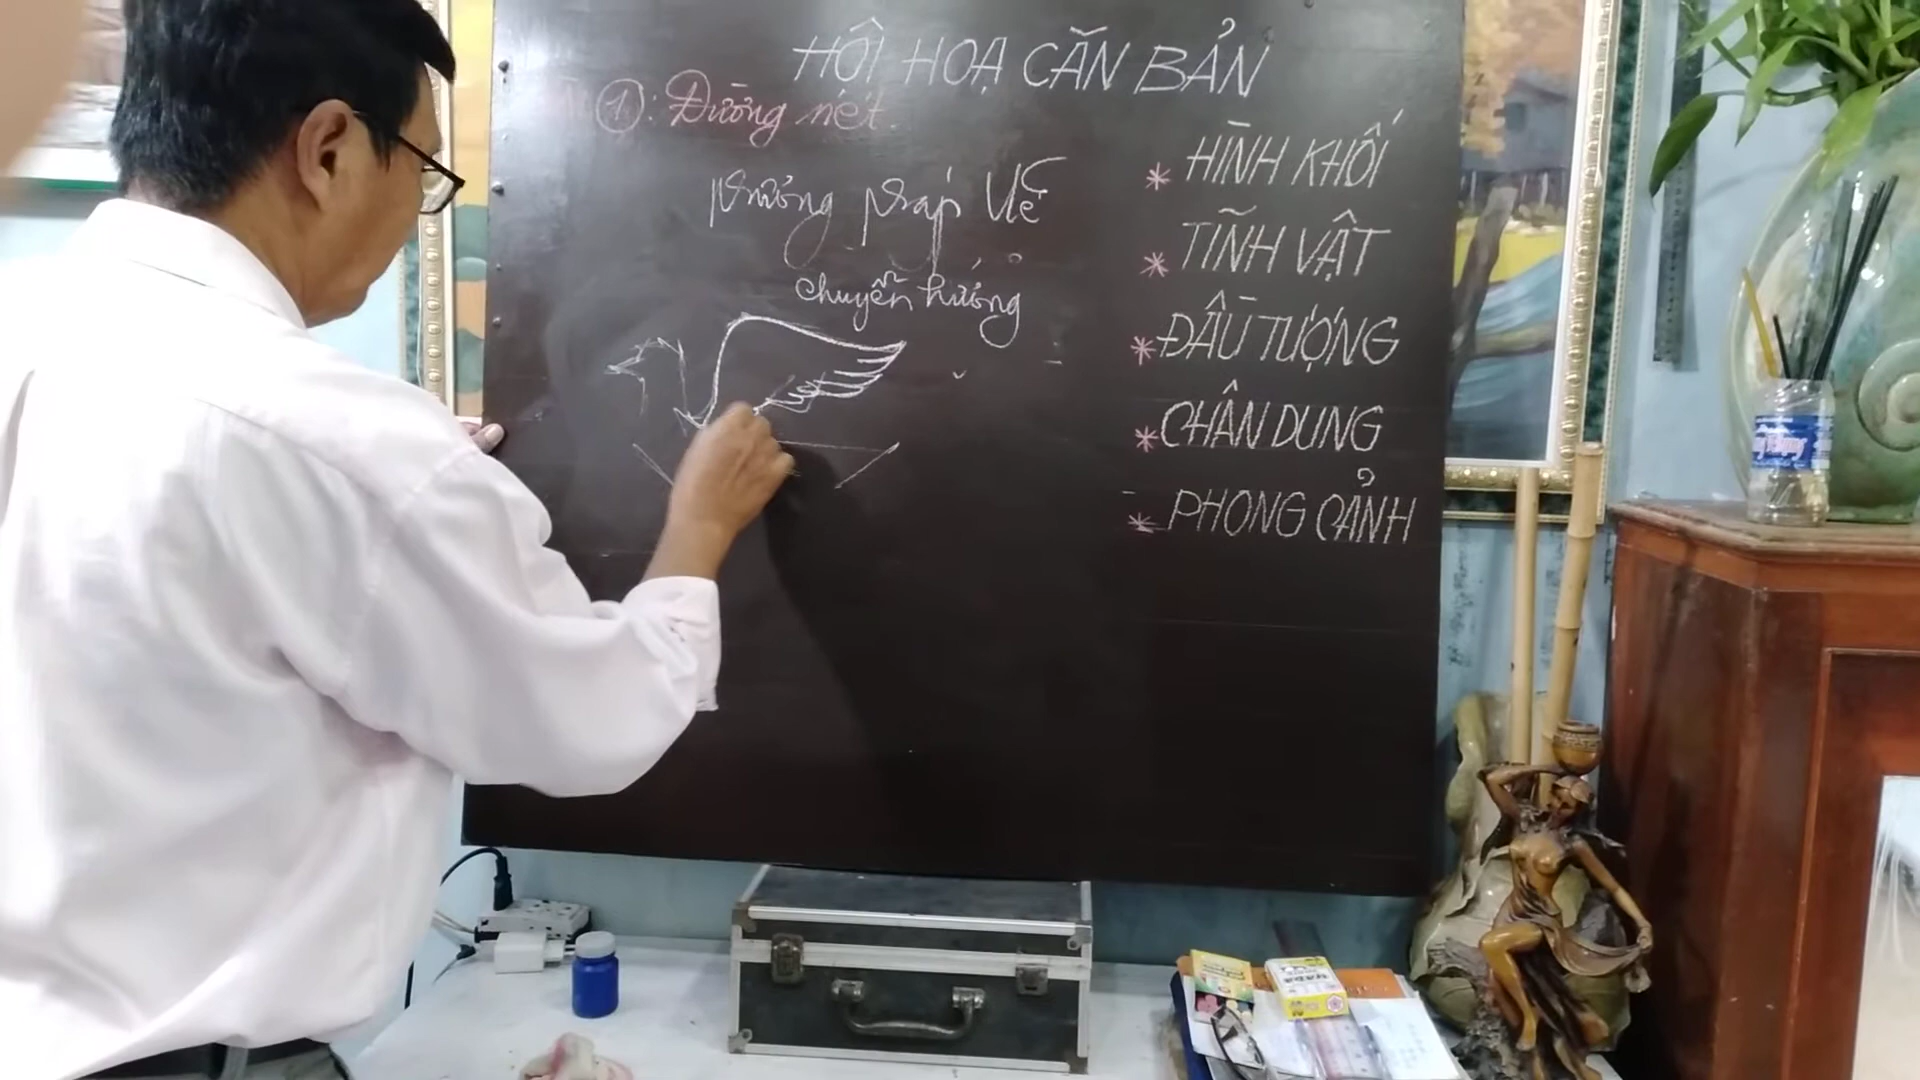 HỘI HOẠ CĂN BẢN
①: Đường nét.
phương pháp Vẽ
chuyển hướng
* HÌNH KHỐI
* TĨNH VẬT
* ĐẦU TƯỢNG
* CHÂN DUNG
* PHONG CẢNH